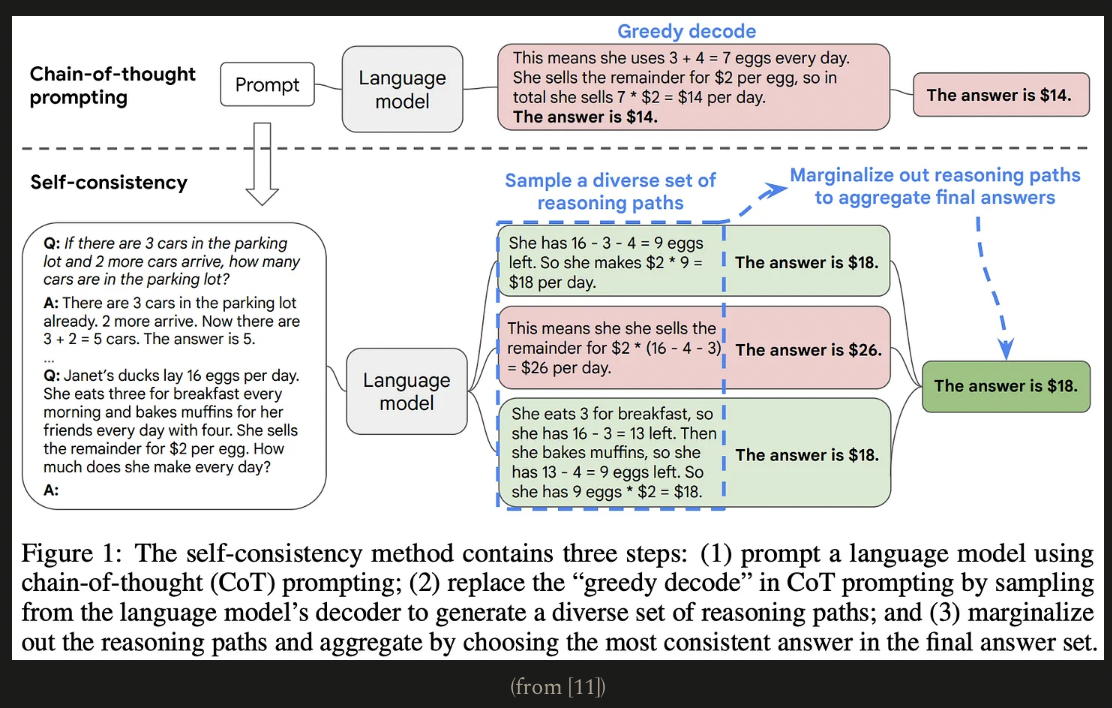 Greedy decode
Chain-of-thought
prompting
Prompt
Language
model
This means she uses 3 + 4 = 7 eggs every day.
She sells the remainder for $2 per egg, so in
total she sells 7 * $2 = $14 per day.
The answer is $14.
The answer is $14.
Self-consistency
Sample a diverse set of
reasoning paths
Marginalize out reasoning paths
to aggregate final answers
Q: If there are 3 cars in the parking
lot and 2 more cars arrive, how many
cars are in the parking lot?
A: There are 3 cars in the parking lot
already. 2 more arrive. Now there are
3 + 2 = 5 cars. The answer is 5.
...
Q: Janet's ducks lay 16 eggs per day.
She eats three for breakfast every
morning and bakes muffins for her
friends every day with four. She sells
the remainder for $2 per egg. How
much does she make every day?
A:
Language
model
She has 16 - 3 - 4 = 9 eggs
left. So she makes $2 * 9 =
$18 per day.
The answer is $18.
This means she she sells the
remainder for $2 * (16 - 4 - 3)
= $26 per day.
The answer is $26.
She eats 3 for breakfast, so
she has 16 - 3 = 13 left. Then
she bakes muffins, so she
has 13 - 4 = 9 eggs left. So
she has 9 eggs * $2 = $18.
The answer is $18.
The answer is $18.
Figure 1: The self-consistency method contains three steps: (1) prompt a language model using
chain-of-thought (CoT) prompting; (2) replace the “greedy decode” in CoT prompting by sampling
from the language model's decoder to generate a diverse set of reasoning paths; and (3) marginalize
out the reasoning paths and aggregate by choosing the most consistent answer in the final answer set.
(from [11])